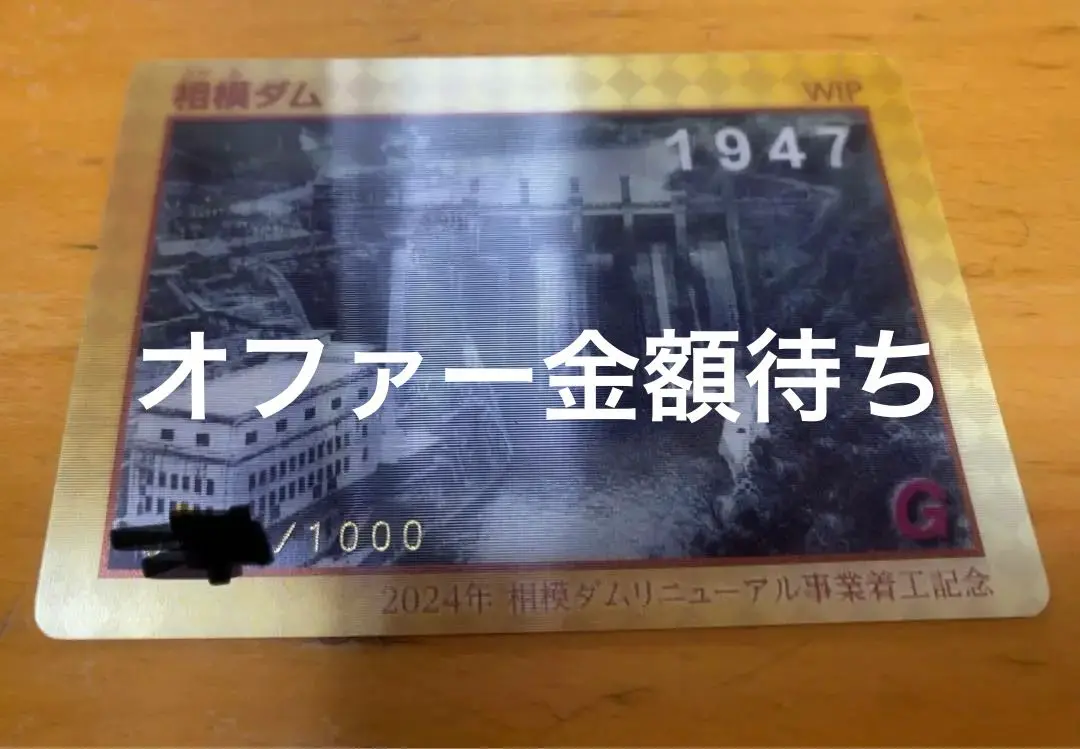 相模ダム
WIP
1947
オファー金額待ち
/1000
G
2024年 相模ダムリニューアル事業着工記念